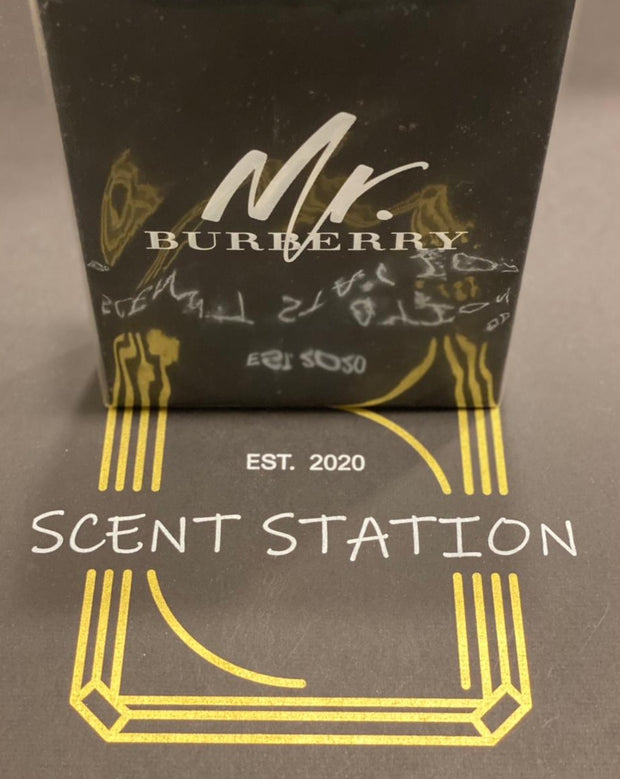 Mr.
BURBERRY
EST. 2020
SCENT STATION